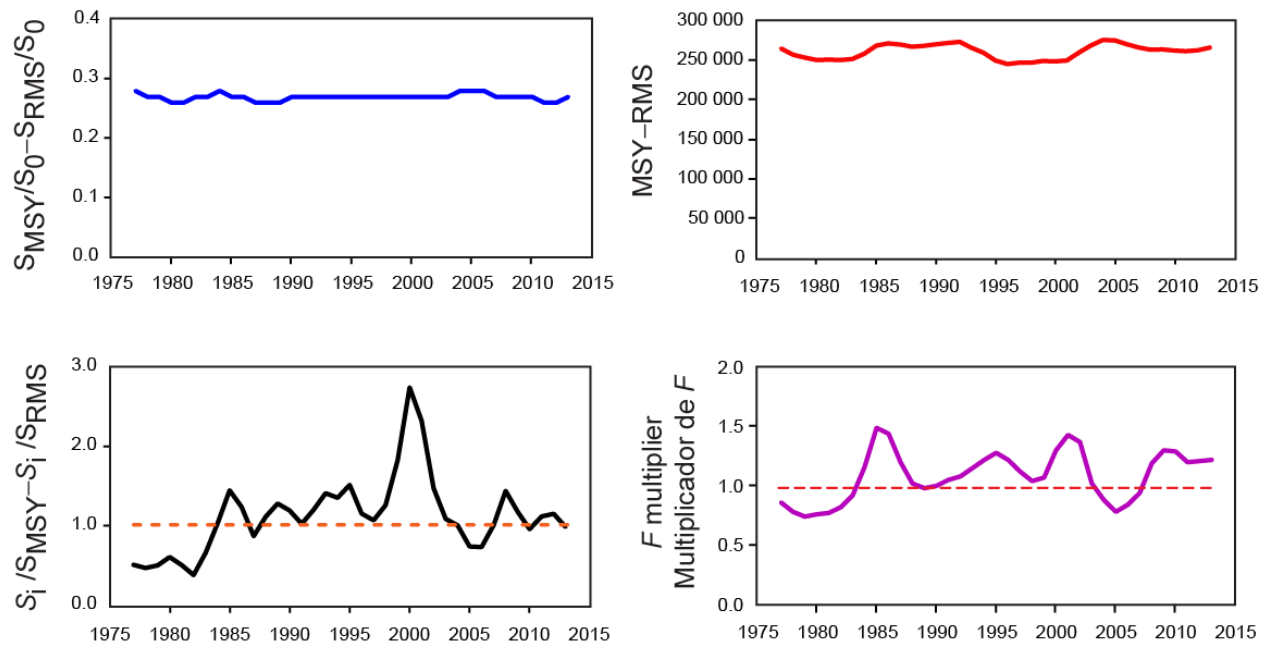 SMSY/S0–SRMS/S0
0.4
0.3
0.2
0.1
0.0
1975 1980 1985 1990 1995 2000 2005 2010 2015
MSY–RMS
300 000
250 000
200 000
150 000
100 000
50 000
0
1975 1980 1985 1990 1995 2000 2005 2010 2015
Si /SMSY–Si /SRMS
3.0
2.0
1.0
0.0
1975 1980 1985 1990 1995 2000 2005 2010 2015
F multiplier
Multiplicador de F
2.0
1.5
1.0
0.5
0.0
1975 1980 1985 1990 1995 2000 2005 2010 2015